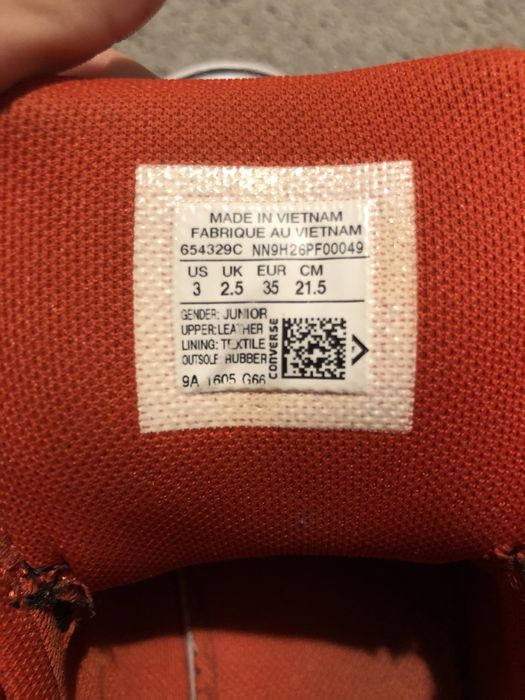 MADE IN VIETNAM
FABRIQUE AU VIETNAM
654329C NN9H26PF00049
US UK EUR CM
3 2.5 35 21.5
GENDER: JUNIOR
UPPER:LEATHER
LINING: TEXTILE
OUTSOLE: RUBBER
CONVERSE
9A 1605 G66